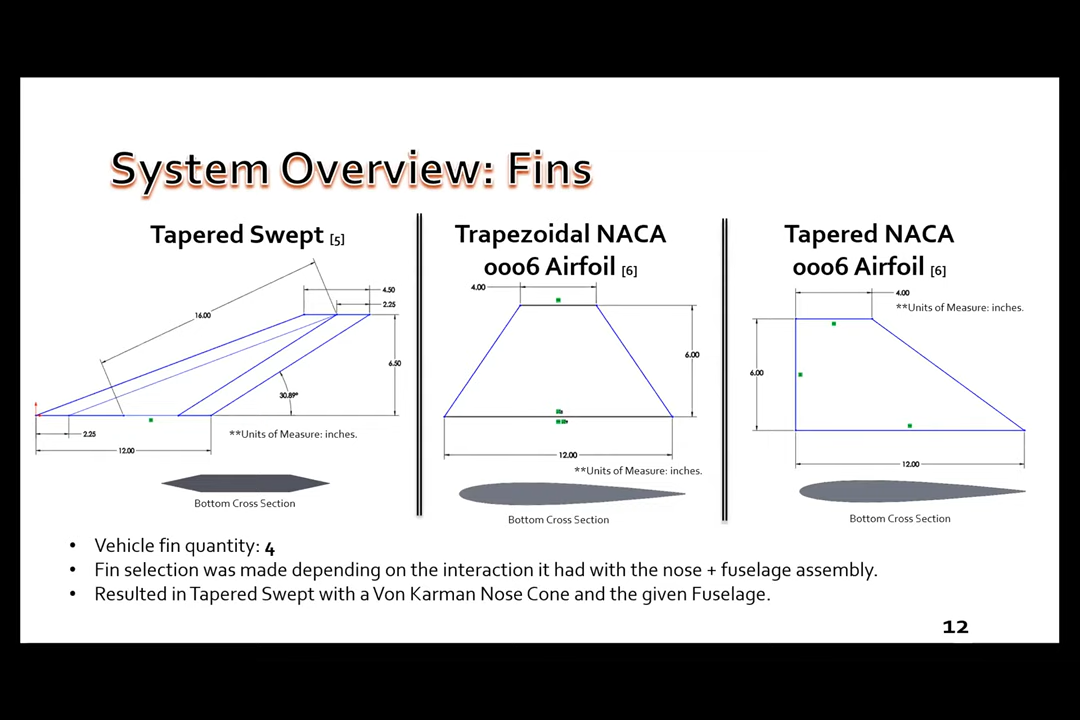 System Overview: Fins
Tapered Swept [5]
16.00
4.50
2.25
6.50
30.89°
2.25
12.00
**Units of Measure: inches.
Bottom Cross Section
Trapezoidal NACA
0006 Airfoil [6]
4.00
6.00
12.00
**Units of Measure: inches.
Bottom Cross Section
Tapered NACA
0006 Airfoil [6]
4.00
**Units of Measure: inches.
6.00
12.00
Bottom Cross Section
• Vehicle fin quantity: 4
• Fin selection was made depending on the interaction it had with the nose + fuselage assembly.
• Resulted in Tapered Swept with a Von Karman Nose Cone and the given Fuselage.
12